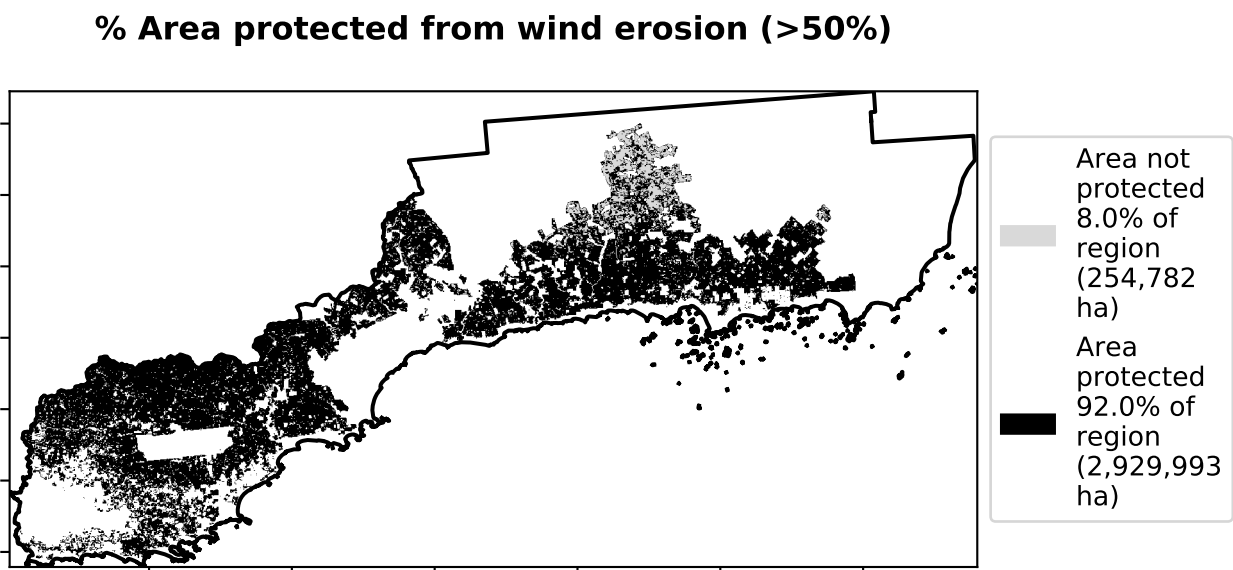 % Area protected from wind erosion (>50%)
Area not
protected
8.0% of
region
(254,782
ha)
Area
protected
92.0% of
region
(2,929,993
ha)